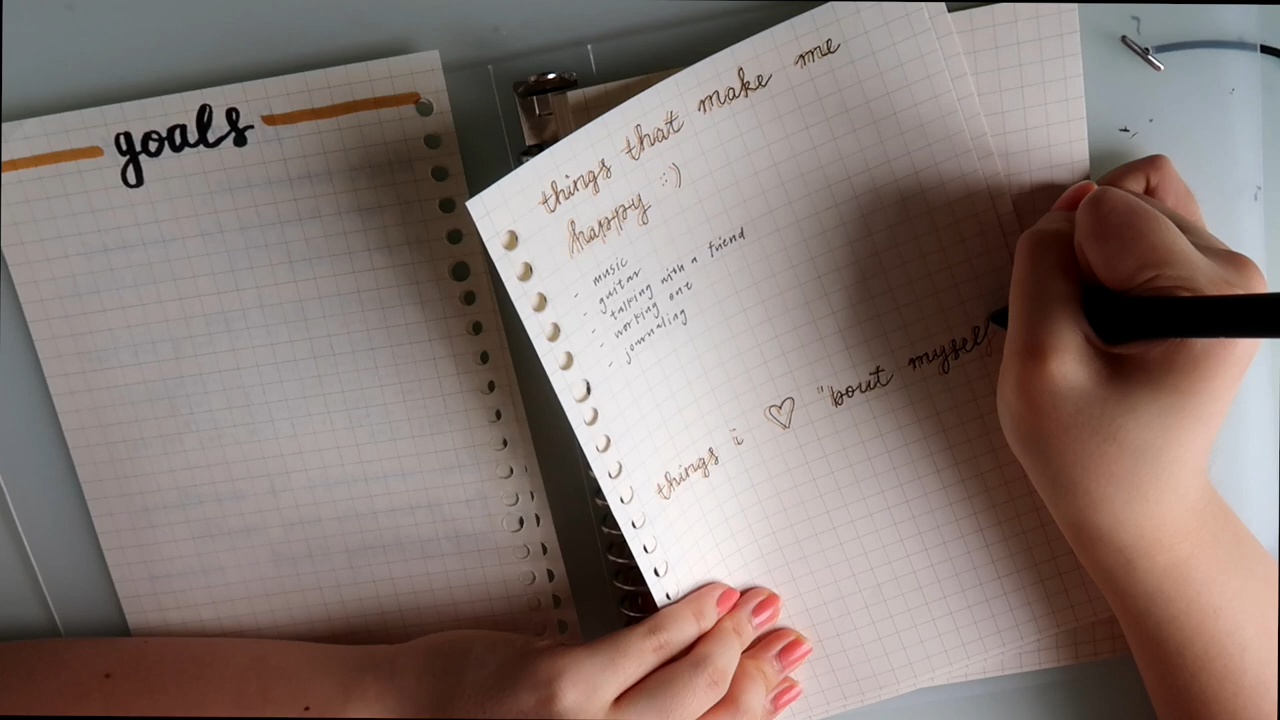 goals
things that make me
happy :)
- music
- guitar
- talking with a friend
- working out
- journaling
things i ♡ "bout myself